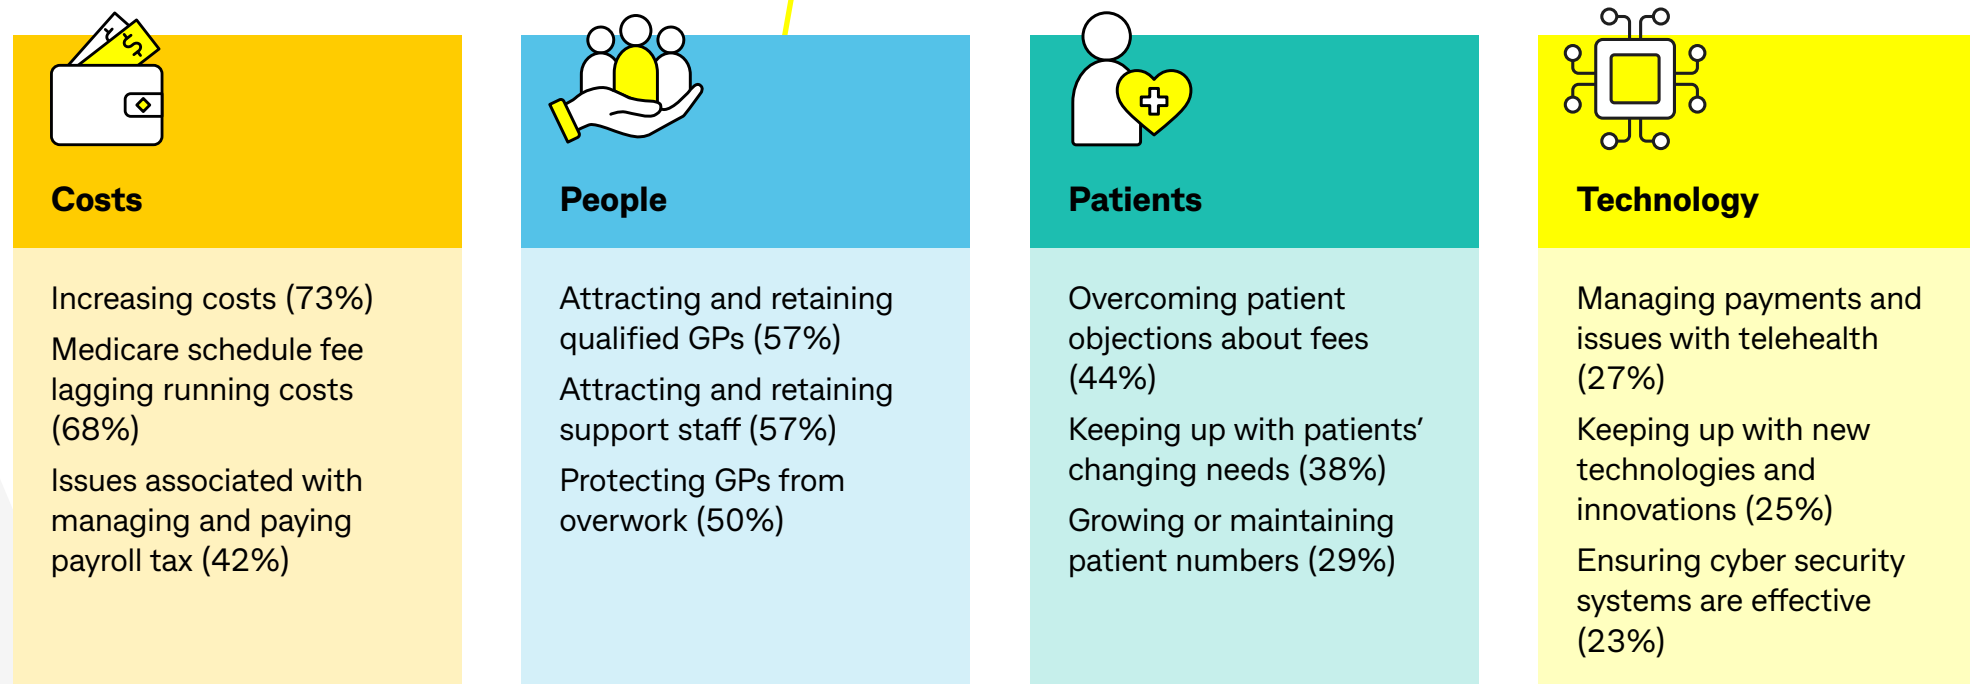 Costs
Increasing costs (73%)
Medicare schedule fee
lagging running costs
(68%)
Issues associated with
managing and paying
payroll tax (42%)
People
Attracting and retaining
qualified GPs (57%)
Attracting and retaining
support staff (57%)
Protecting GPs from
overwork (50%)
Patients
Overcoming patient
objections about fees
(44%)
Keeping up with patients’
changing needs (38%)
Growing or maintaining
patient numbers (29%)
Technology
Managing payments and
issues with telehealth
(27%)
Keeping up with new
technologies and
innovations (25%)
Ensuring cyber security
systems are effective
(23%)